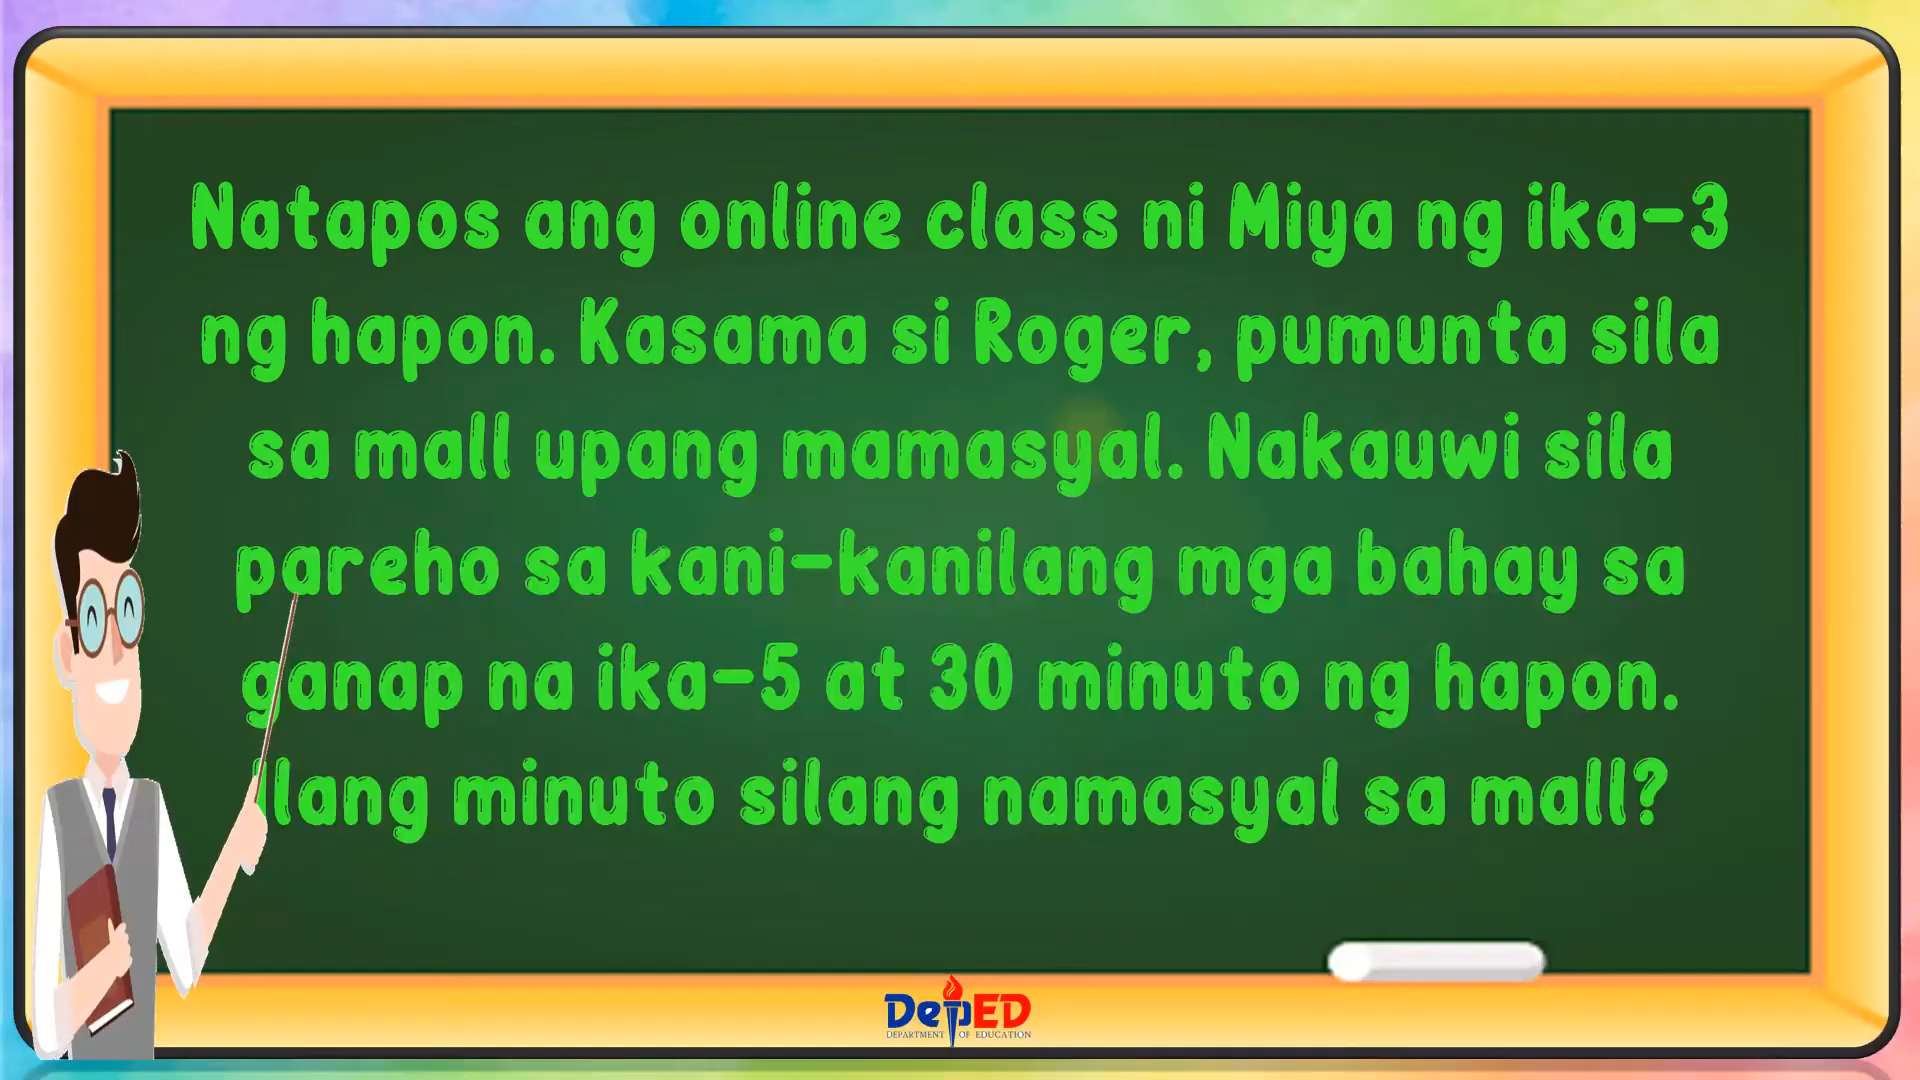 Natapos ang online class ni Miya ng ika-3
ng hapon. Kasama si Roger, pumunta sila
sa mall upang mamasyal. Nakauwi sila
pareho sa kani-kanilang mga bahay sa
ganap na ika-5 at 30 minuto ng hapon.
Ilang minuto silang namasyal sa mall?
DepED
DEPARTMENT OF EDUCATION